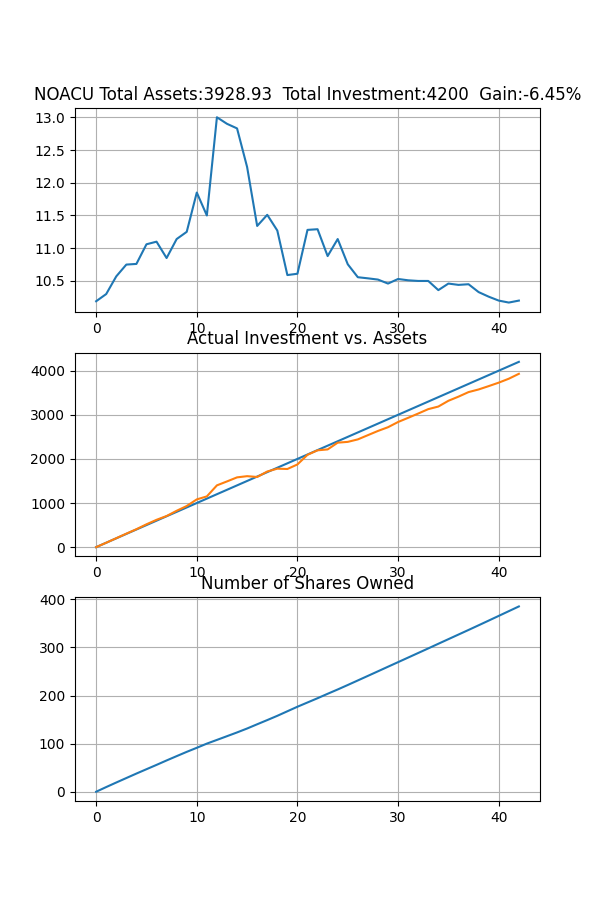 NOACU Total Assets:3928.93  Total Investment:4200  Gain:-6.45%
13.0
12.5
12.0
11.5
11.0
10.5
0 10 20 30 40
Actual Investment vs. Assets
4000
3000
2000
1000
0
0 10 20 30 40
Number of Shares Owned
400
300
200
100
0
0 10 20 30 40